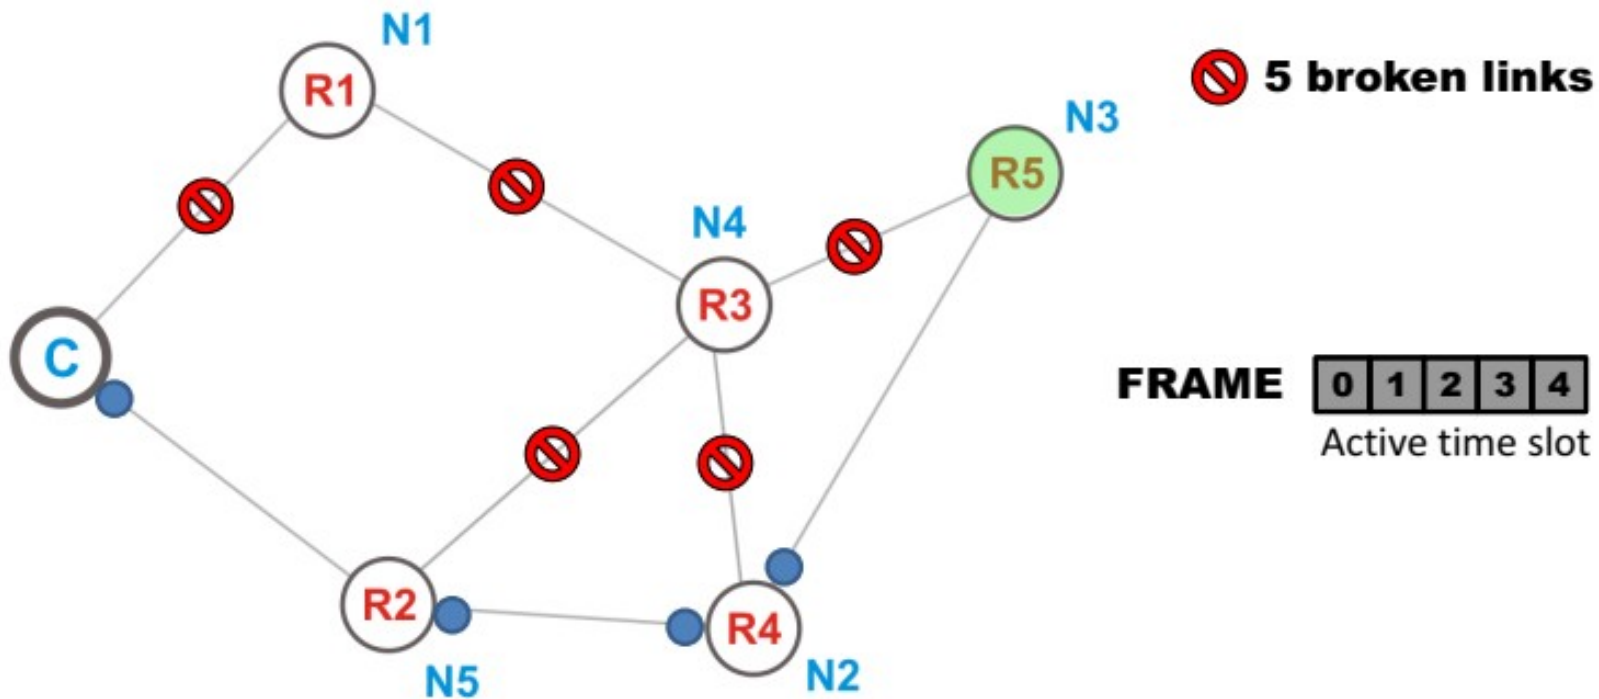 N1
R1
5 broken links
N3
R5
N4
R3
C
FRAME 0 1 2 3 4
Active time slot
R2
R4
N5
N2